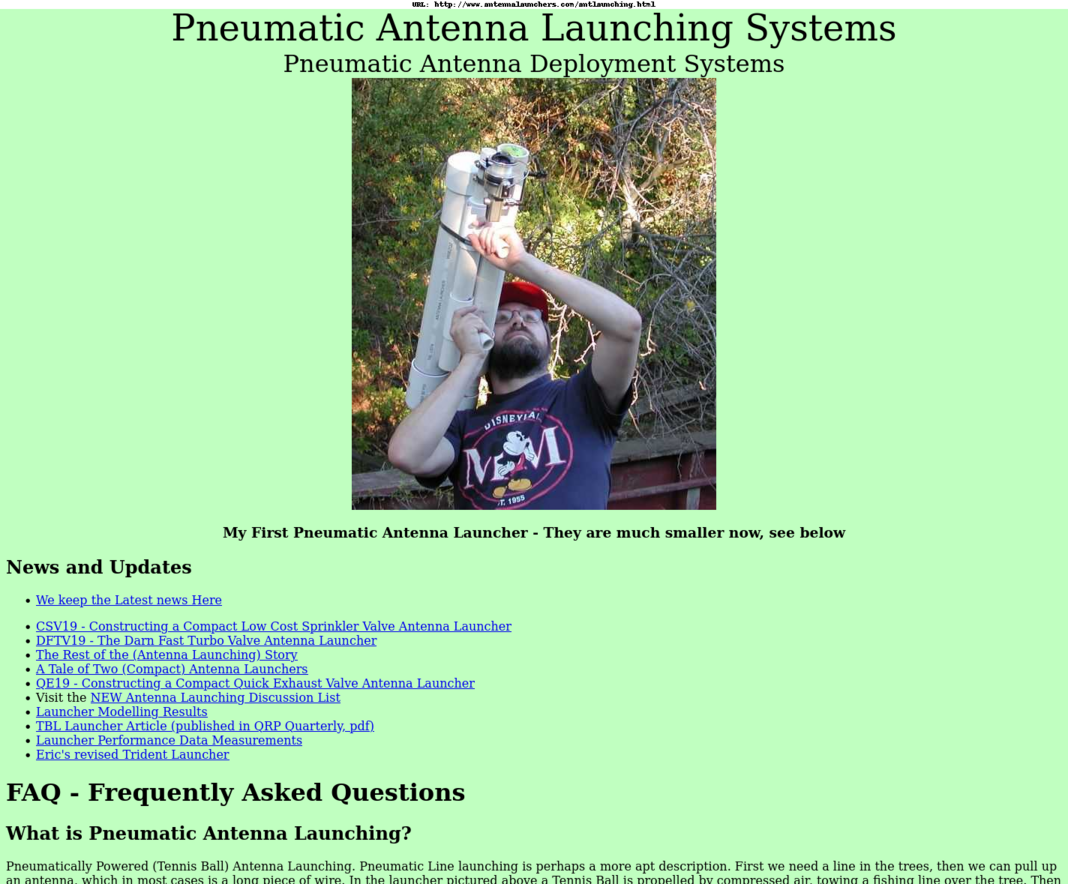 URL: http://www.antennalaunchers.com/antlaunching.html
Pneumatic Antenna Launching Systems
Pneumatic Antenna Deployment Systems
DISNEYLA
M M
T. 1955
My First Pneumatic Antenna Launcher - They are much smaller now, see below
News and Updates
• We keep the Latest news Here
• CSV19 - Constructing a Compact Low Cost Sprinkler Valve Antenna Launcher
• DFTV19 - The Darn Fast Turbo Valve Antenna Launcher
• The Rest of the (Antenna Launching) Story
• A Tale of Two (Compact) Antenna Launchers
• QE19 - Constructing a Compact Quick Exhaust Valve Antenna Launcher
• Visit the NEW Antenna Launching Discussion List
• Launcher Modelling Results
• TBL Launcher Article (published in QRP Quarterly, pdf)
• Launcher Performance Data Measurements
• Eric's revised Trident Launcher
FAQ - Frequently Asked Questions
What is Pneumatic Antenna Launching?
Pneumatically Powered (Tennis Ball) Antenna Launching. Pneumatic Line launching is perhaps a more apt description. First we need a line in the trees, then we can pull up
an antenna, which in most cases is a long piece of wire. In the launcher pictured above a Tennis Ball is propelled by compressed air, towing a fishing line over the tree. Then